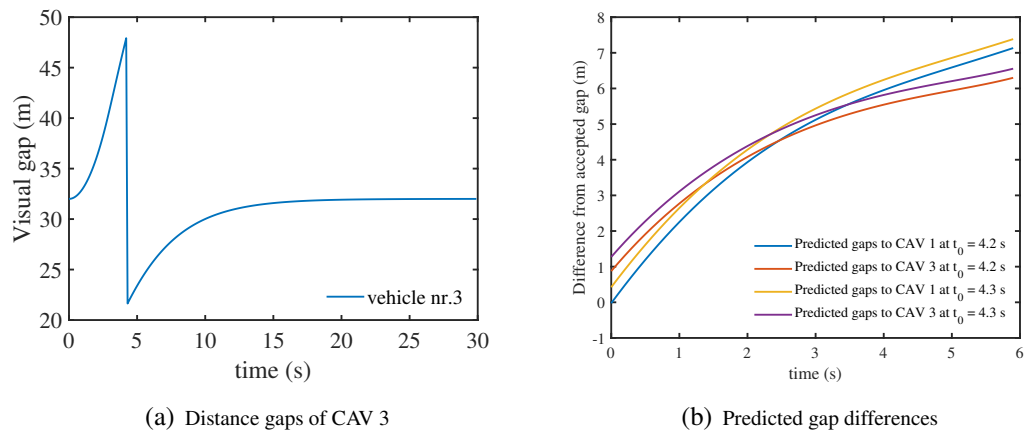 50
45
40
35
30
25
20
Visual gap (m)
vehicle nr.3
0 5 10 15 20 25 30
time (s)
(a) Distance gaps of CAV 3
8
7
6
5
4
3
2
1
0
-1
Difference from accepted gap (m)
Predicted gaps to CAV 1 at t0 = 4.2 s
Predicted gaps to CAV 3 at t0 = 4.2 s
Predicted gaps to CAV 1 at t0 = 4.3 s
Predicted gaps to CAV 3 at t0 = 4.3 s
0 1 2 3 4 5 6
time (s)
(b) Predicted gap differences